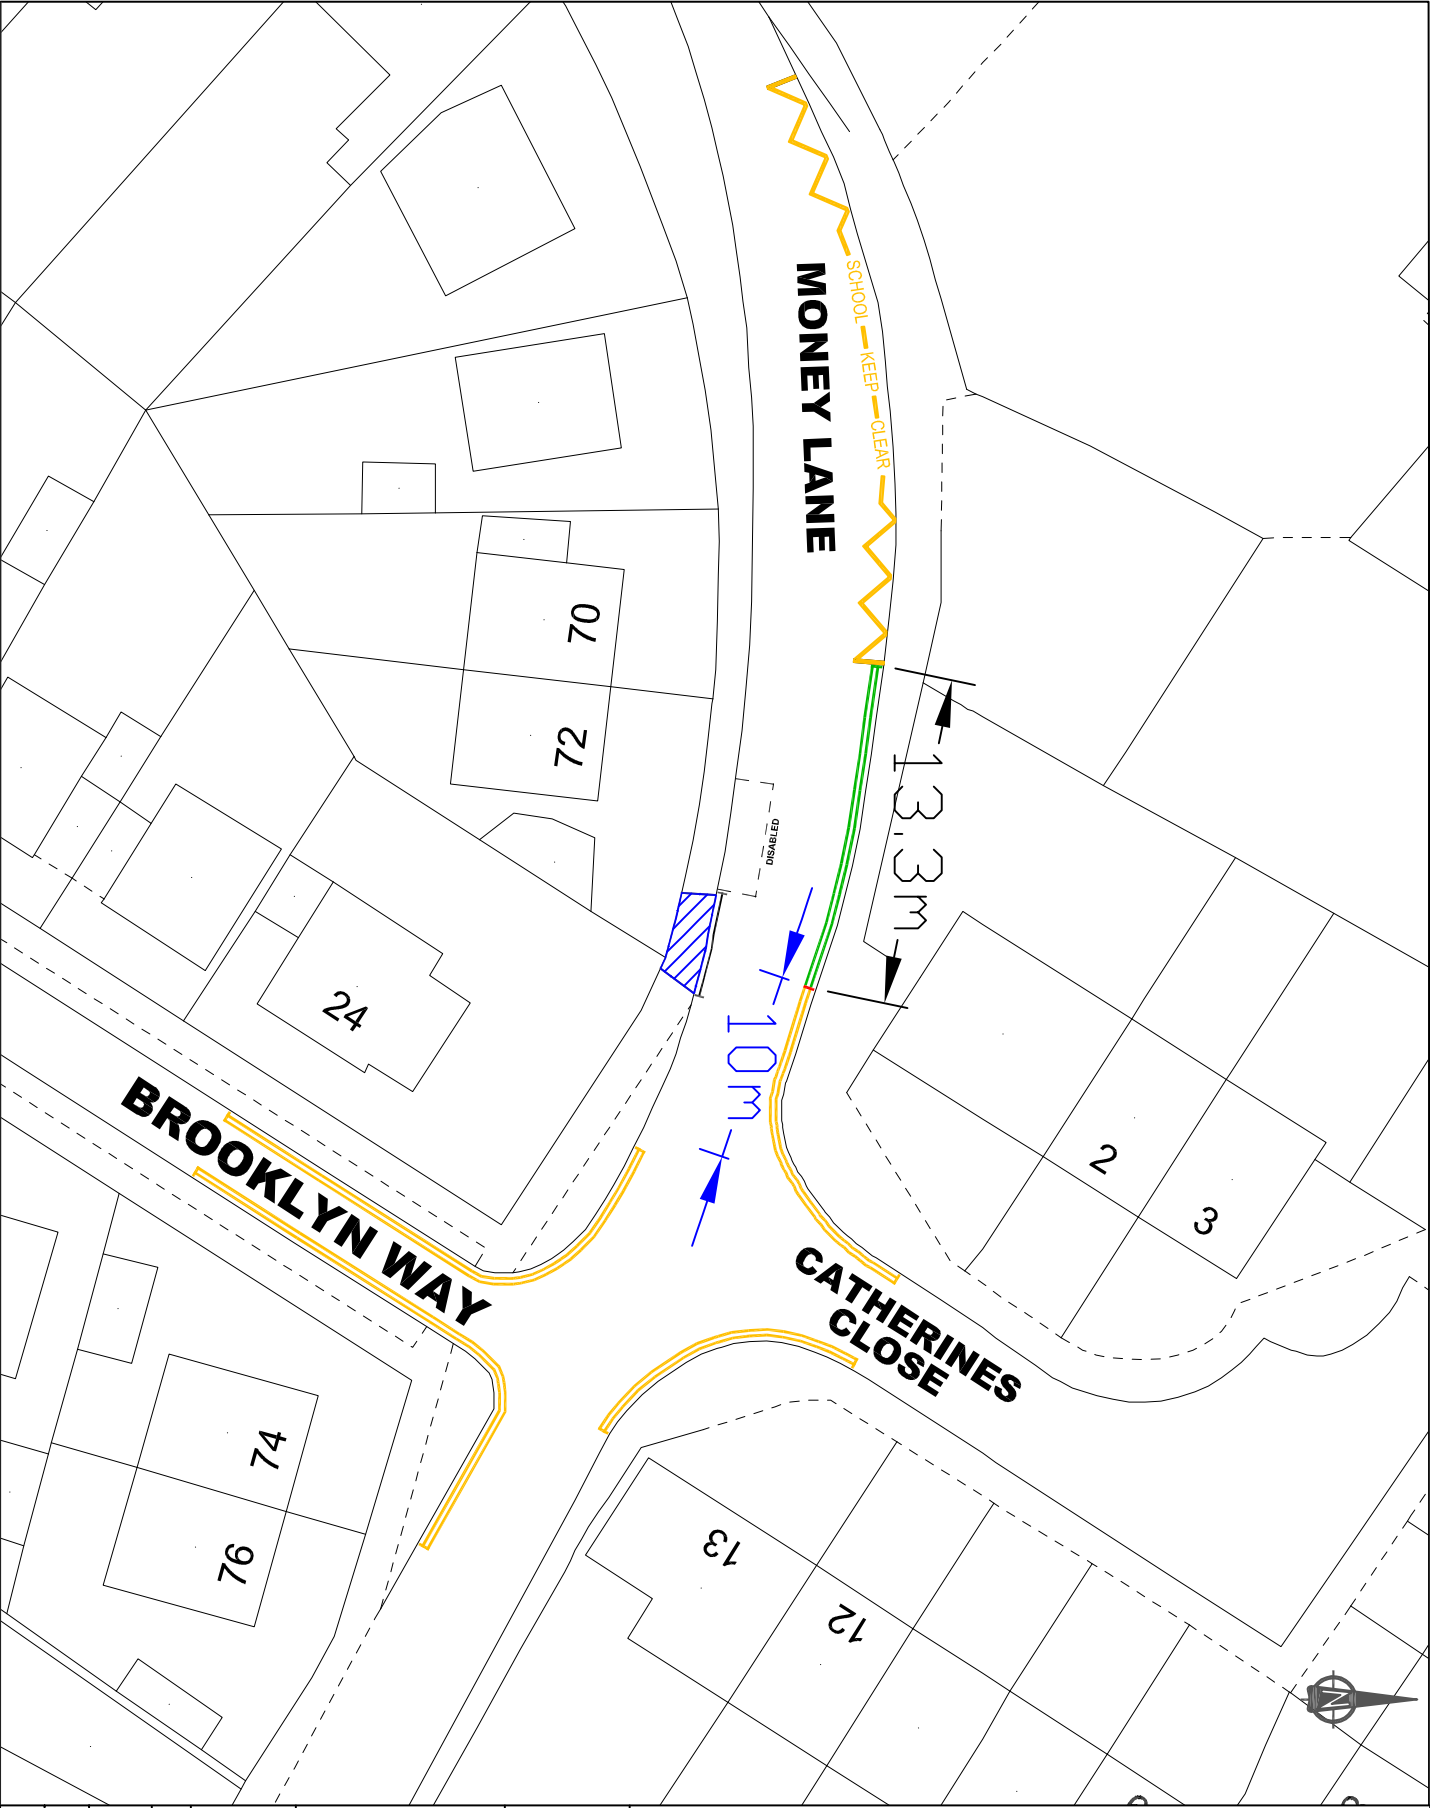 SCHOOL KEEP CLEAR
MONEY LANE
70
72
DISABLED
13.3m
10m
24
BROOKLYN WAY
2
3
CATHERINES
CLOSE
74
76
13
12
N